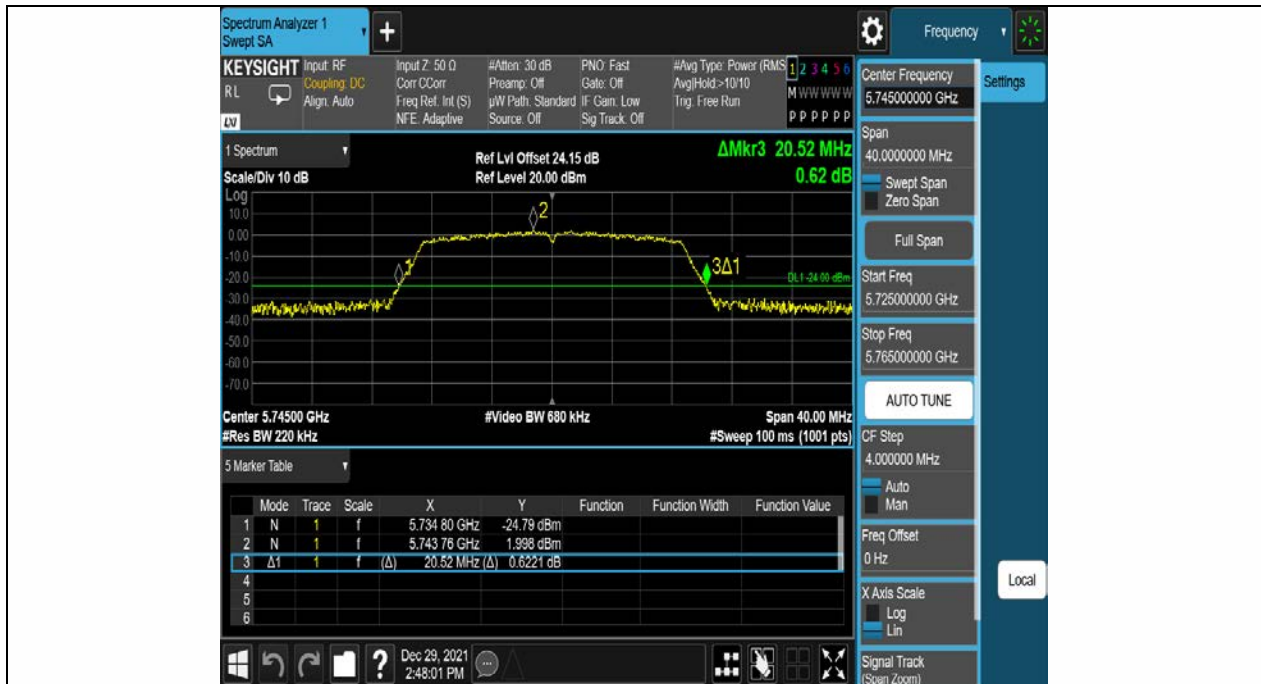 Spectrum Analyzer 1
Swept SA
+
Frequency
KEYSIGHT
RL
LXI
Input: RF
Coupling: DC
Align: Auto
Input Z: 50 Ω
Corr CCorr
Freq Ref: Int (S)
NFE: Adaptive
#Atten: 30 dB
Preamp: Off
µW Path: Standard
Source: Off
PNO: Fast
Gate: Off
IF Gain: Low
Sig Track: Off
#Avg Type: Power (RMS
Avg|Hold:>10/10
Trig: Free Run
1 2 3 4 5 6
M W W W W W
P P P P P P
1 Spectrum
Scale/Div 10 dB
Ref Lvl Offset 24.15 dB
Ref Level 20.00 dBm
ΔMkr3 20.52 MHz
0.62 dB
Log
10.0
0.00
-10.0
-20.0
-30.0
-40.0
-50.0
-60.0
-70.0
1
2
3Δ1
DL1 -24.00 dBm
Center 5.74500 GHz
#Res BW 220 kHz
#Video BW 680 kHz
Span 40.00 MHz
#Sweep 100 ms (1001 pts)
5 Marker Table
Mode Trace Scale X Y Function Function Width Function Value
1 N 1 f 5.734 80 GHz -24.79 dBm
2 N 1 f 5.743 76 GHz 1.998 dBm
3 Δ1 1 f (Δ) 20.52 MHz (Δ) 0.6221 dB
4
5
6
?
Dec 29, 2021
2:48:01 PM
Center Frequency
5.745000000 GHz
Settings
Span
40.0000000 MHz
Swept Span
Zero Span
Full Span
Start Freq
5.725000000 GHz
Stop Freq
5.765000000 GHz
AUTO TUNE
CF Step
4.000000 MHz
Auto
Man
Freq Offset
0 Hz
X Axis Scale
Log
Lin
Local
Signal Track
(Span Zoom)